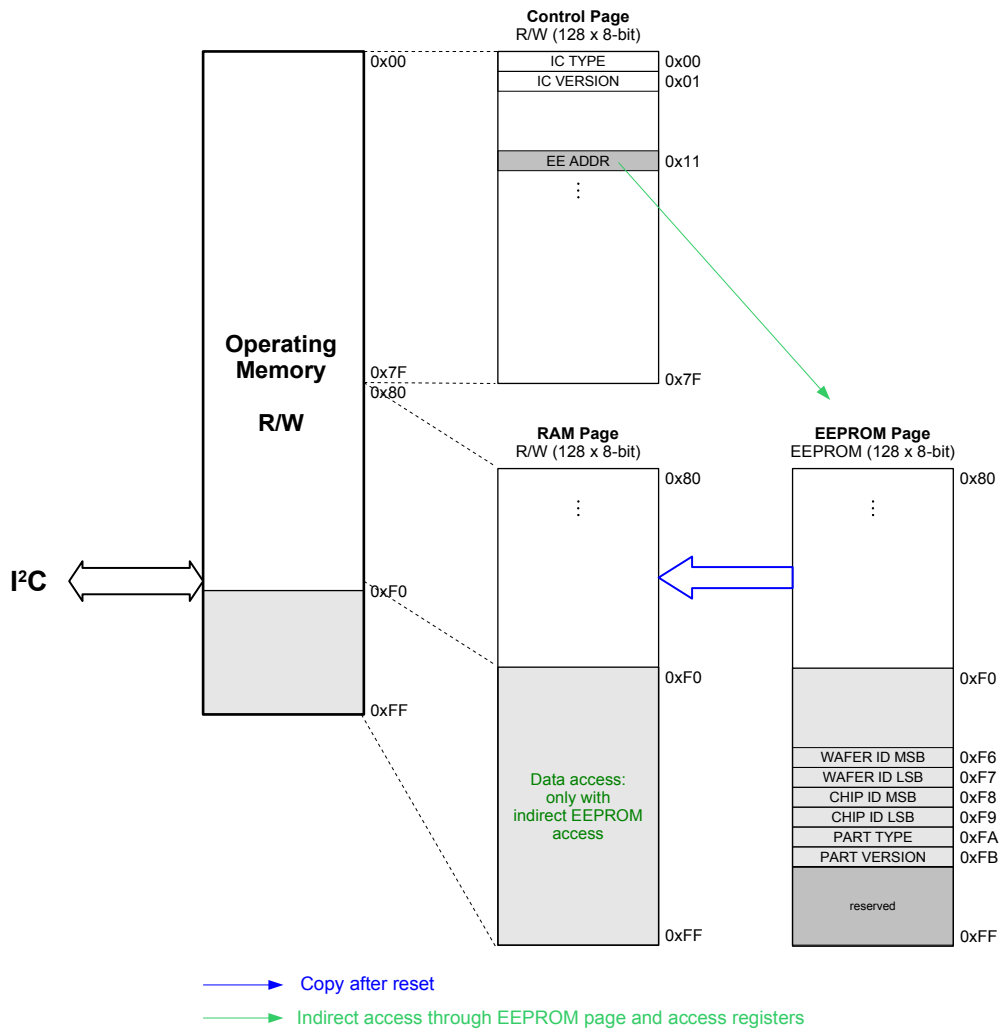 Control Page
R/W (128 x 8-bit)
0x00
IC TYPE
0x00
IC VERSION
0x01
EE ADDR
0x11
⋮
Operating
Memory
R/W
0x7F
0x80
0x7F
RAM Page
R/W (128 x 8-bit)
EEPROM Page
EEPROM (128 x 8-bit)
0x80
0x80
⋮
⋮
I²C
0xF0
0xF0
0xF0
0xFF
Data access:
only with
indirect EEPROM
access
WAFER ID MSB
0xF6
WAFER ID LSB
0xF7
CHIP ID MSB
0xF8
CHIP ID LSB
0xF9
PART TYPE
0xFA
PART VERSION
0xFB
reserved
0xFF
0xFF
Copy after reset
Indirect access through EEPROM page and access registers